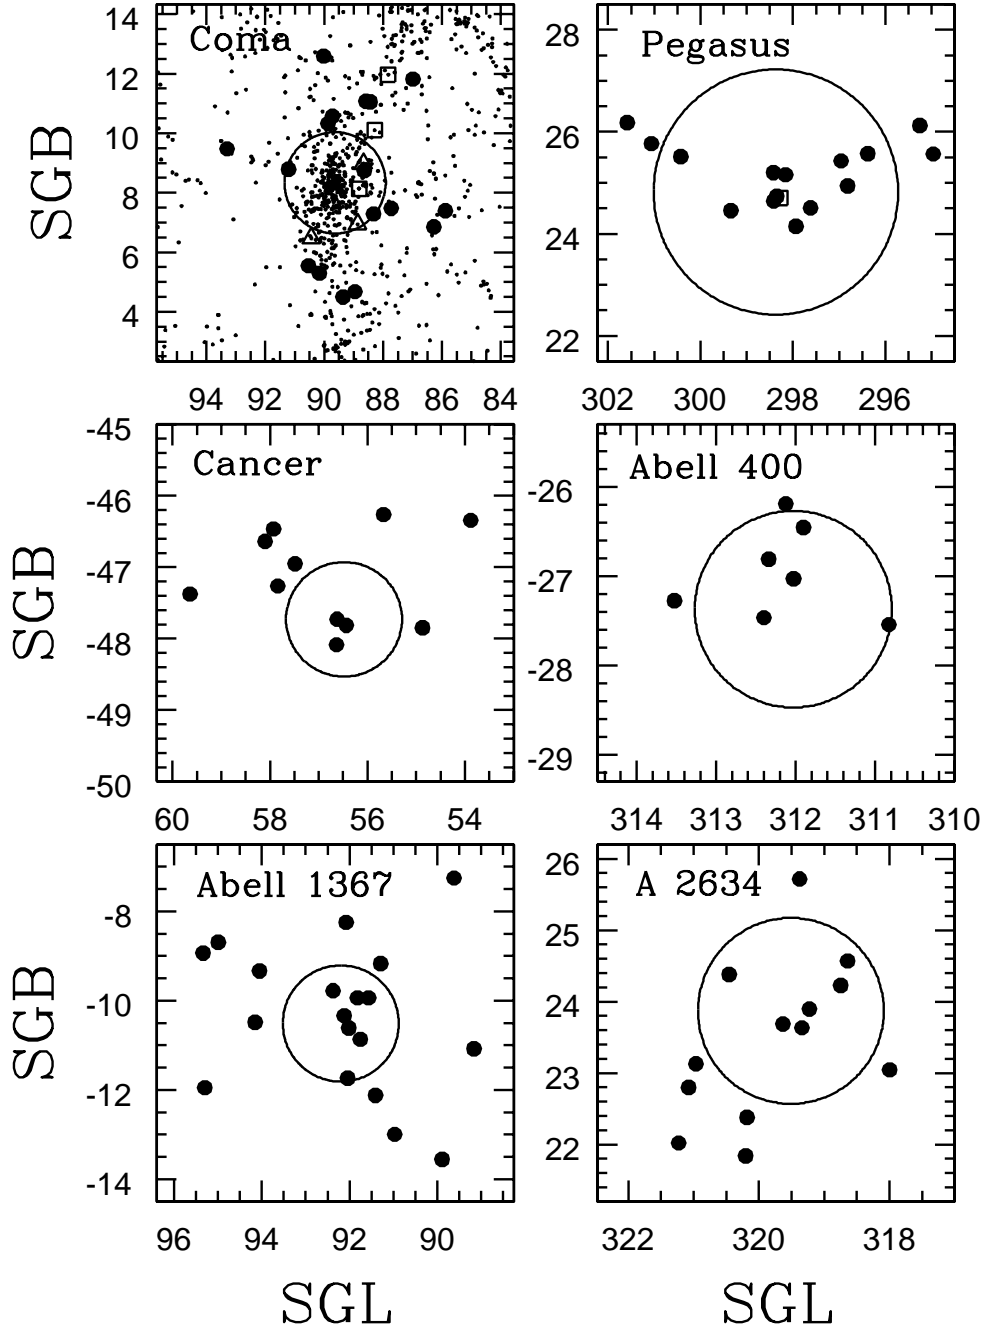 Coma
SGB
14
12
10
8
6
4
94 92 90 88 86 84
Pegasus
28
26
24
22
302 300 298 296
Cancer
SGB
-45
-46
-47
-48
-49
-50
60 58 56 54
Abell 400
-26
-27
-28
-29
314 313 312 311 310
Abell 1367
SGB
-8
-10
-12
-14
96 94 92 90
SGL
A 2634
26
25
24
23
22
322 320 318
SGL